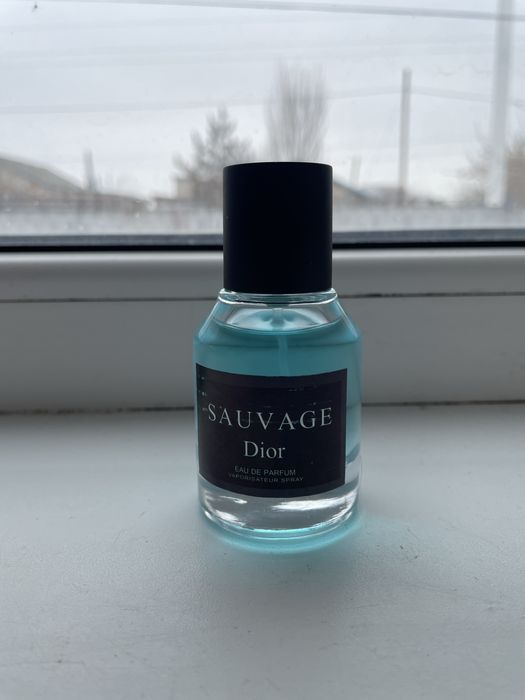 SAUVAGE
Dior
EAU DE PARFUM
VAPORISATEUR SPRAY